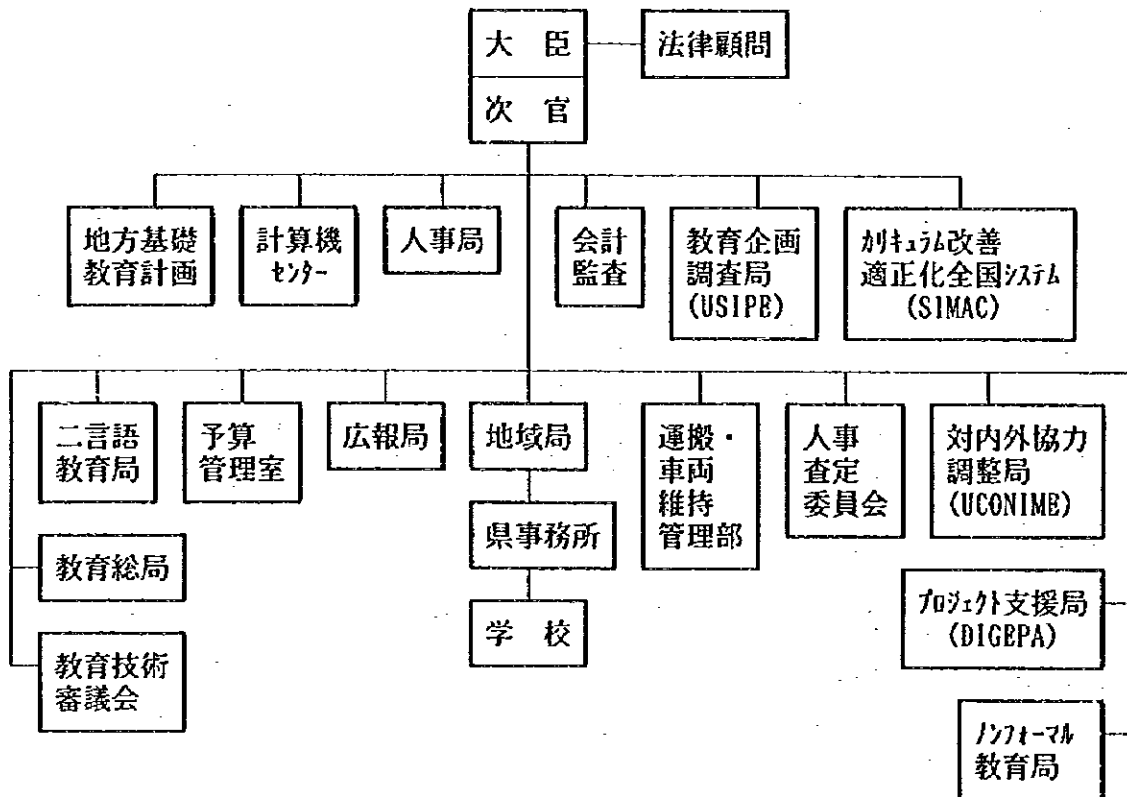 大臣
法律顧問
次官
地方基礎
教育計画
計算機
センター
人事局
会計
監査
教育企画
調査局
(USIPE)
カリキュラム改善
適正化全国システム
(SIMAC)
二言語
教育局
予算
管理室
広報局
地域局
運搬・
車両
維持
管理部
人事
査定
委員会
対内外協力
調整局
(UCONIME)
県事務所
教育総局
プロジェクト支援局
(DIGEPA)
学校
教育技術
審議会
ノンフォーマル
教育局